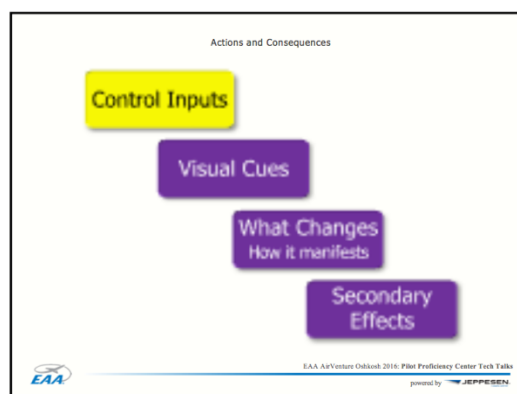 Actions and Consequences
Control Inputs
Visual Cues
What Changes
How it manifests
Secondary
Effects
EAA AirVenture Oshkosh 2016: Pilot Proficiency Center Tech Talks
EAA
powered by JEPPESEN